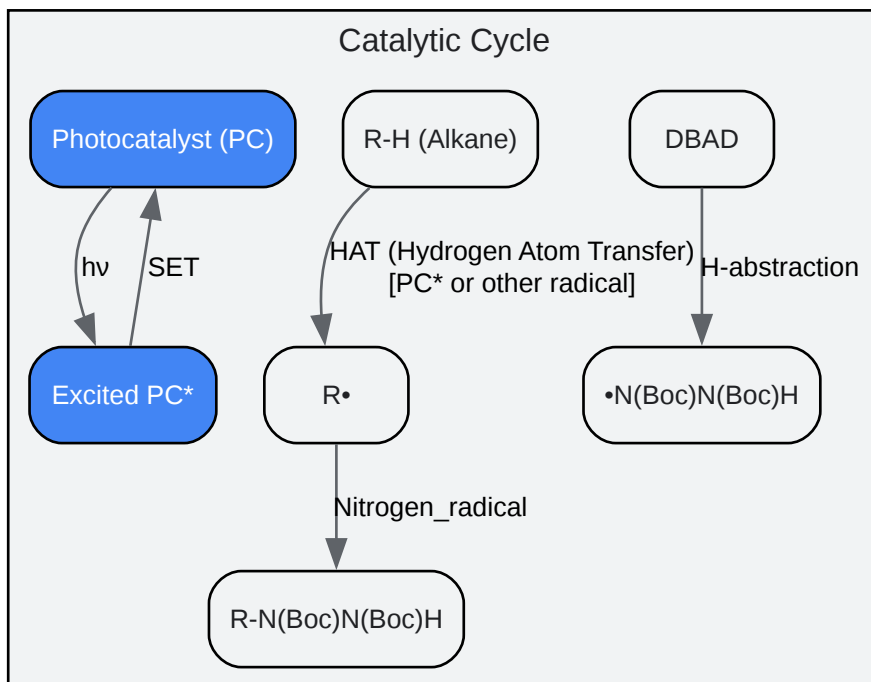 Catalytic Cycle
Photocatalyst (PC)
R-H (Alkane)
DBAD
hν
SET
HAT (Hydrogen Atom Transfer)
[PC* or other radical]
H-abstraction
Excited PC*
R•
•N(Boc)N(Boc)H
Nitrogen_radical
R-N(Boc)N(Boc)H